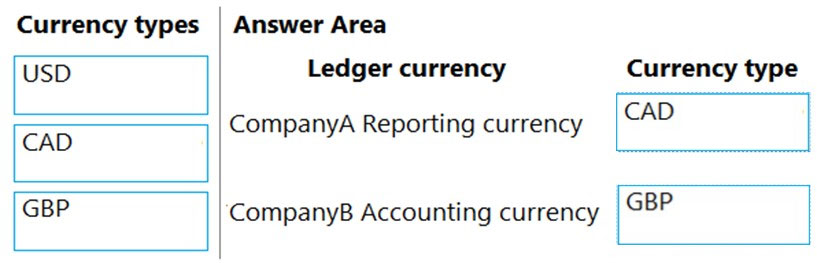 Currency types
Answer Area
Ledger currency
Currency type
USD
CAD
GBP
CompanyA Reporting currency
CAD
CompanyB Accounting currency
GBP